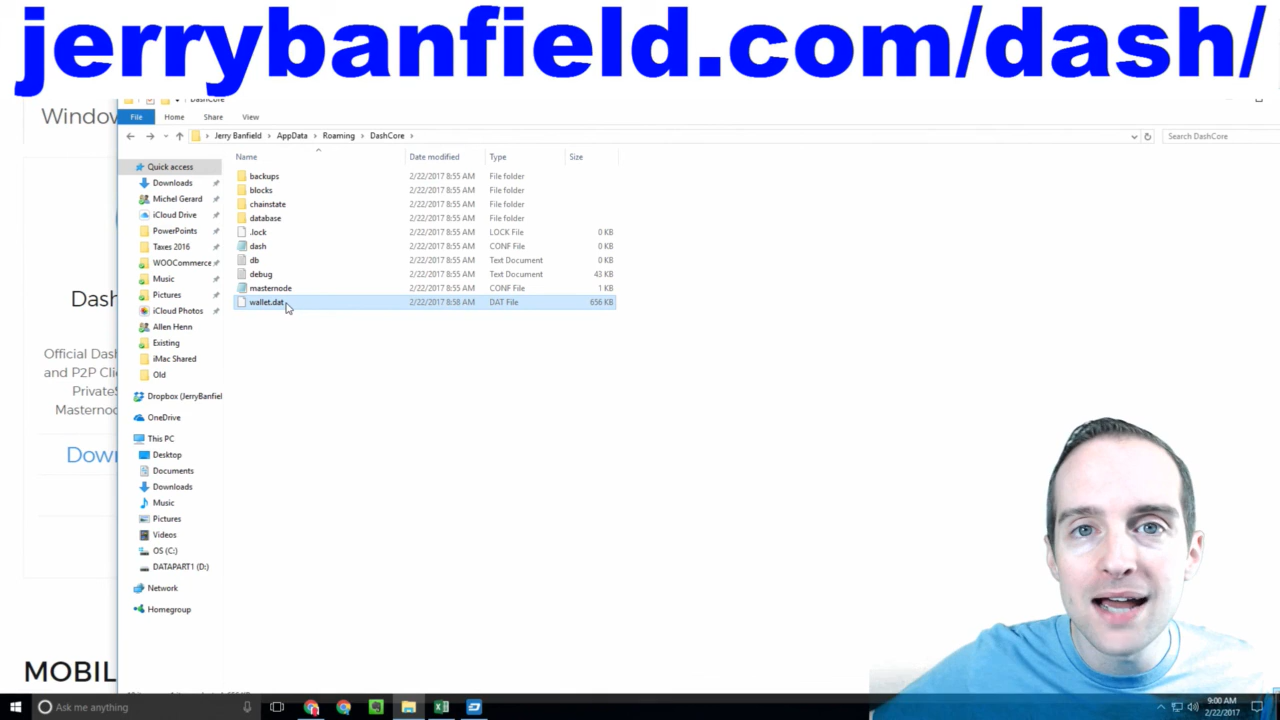 jerrybanfield.com/dash/
DashCore
Window
File Home Share View
Jerry Banfield > AppData > Roaming > DashCore >
Search DashCore
Name Date modified Type Size
Quick access
Downloads
Michel Gerard
iCloud Drive
PowerPoints
Taxes 2016
WOOCommerce
Music
Pictures
iCloud Photos
Allen Henn
Existing
iMac Shared
Old
Dropbox (JerryBanfiel
OneDrive
This PC
Desktop
Documents
Downloads
Music
Pictures
Videos
OS (C:)
DATAPART1 (D:)
Network
Homegroup
backups 2/22/2017 8:55 AM File folder
blocks 2/22/2017 8:55 AM File folder
chainstate 2/22/2017 8:55 AM File folder
database 2/22/2017 8:55 AM File folder
.lock 2/22/2017 8:55 AM LOCK File 0 KB
dash 2/22/2017 8:55 AM CONF File 0 KB
db 2/22/2017 8:55 AM Text Document 0 KB
debug 2/22/2017 8:55 AM Text Document 43 KB
masternode 2/22/2017 8:55 AM CONF File 1 KB
wallet.dat 2/22/2017 8:58 AM DAT File 656 KB
Dash
Official Dash
and P2P Clie
PrivateS
Masterno
Down
MOBIL
Ask me anything
9:00 AM
2/22/2017